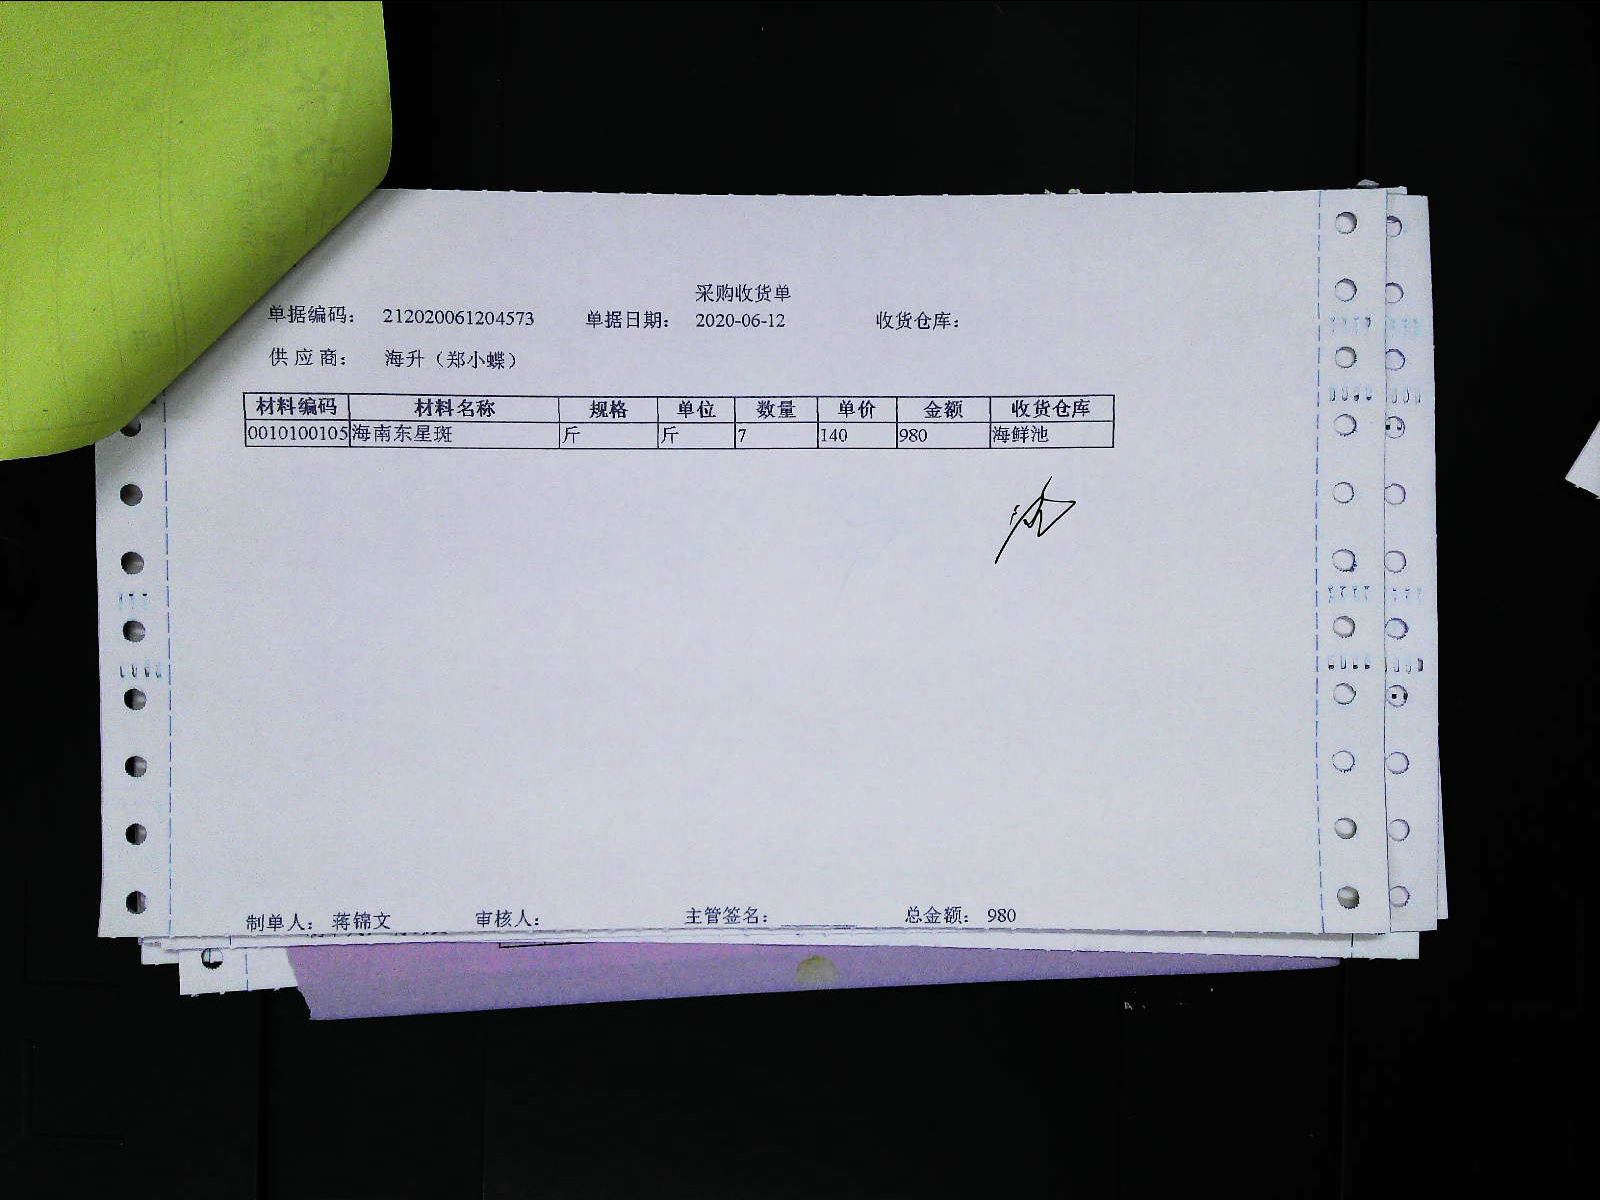 采购收货单
单据编码： 212020061204573 单据日期： 2020-06-12 收货仓库：
供应商： 海升（郑小蝶）
材料编码 材料名称 规格 单位 数量 单价 金额 收货仓库
0010100105 海南东星斑 斤 斤 7 140 980 海鲜池
制单人： 蒋锦文 审核人： 主管签名： 总金额： 980